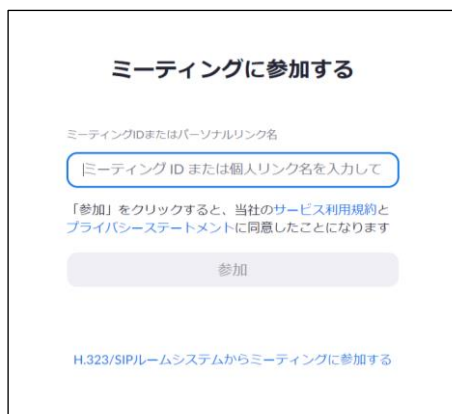 ミーティングに参加する
ミーティングIDまたはパーソナルリンク名
ミーティング ID または個人リンク名を入力して
「参加」をクリックすると、当社のサービス利用規約と
プライバシーステートメントに同意したことになります
参加
H.323/SIPルームシステムからミーティングに参加する